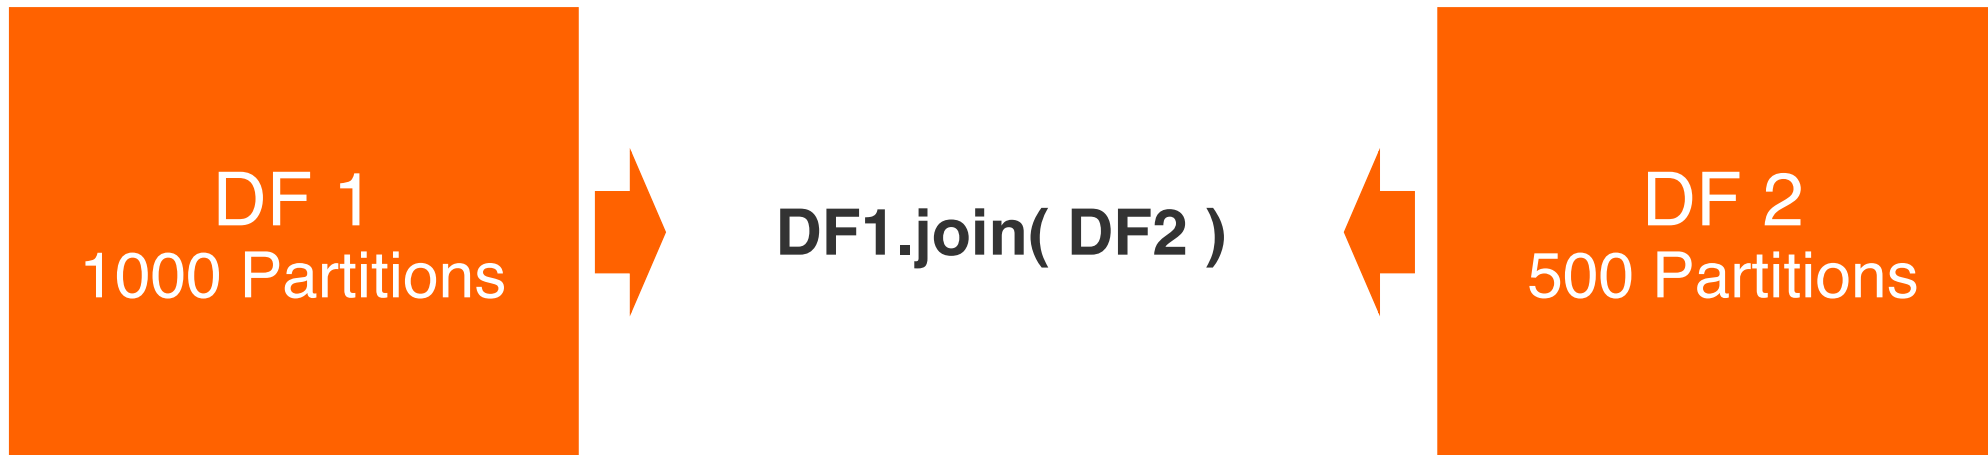 DF 1
1000 Partitions
DF1.join( DF2 )
DF 2
500 Partitions